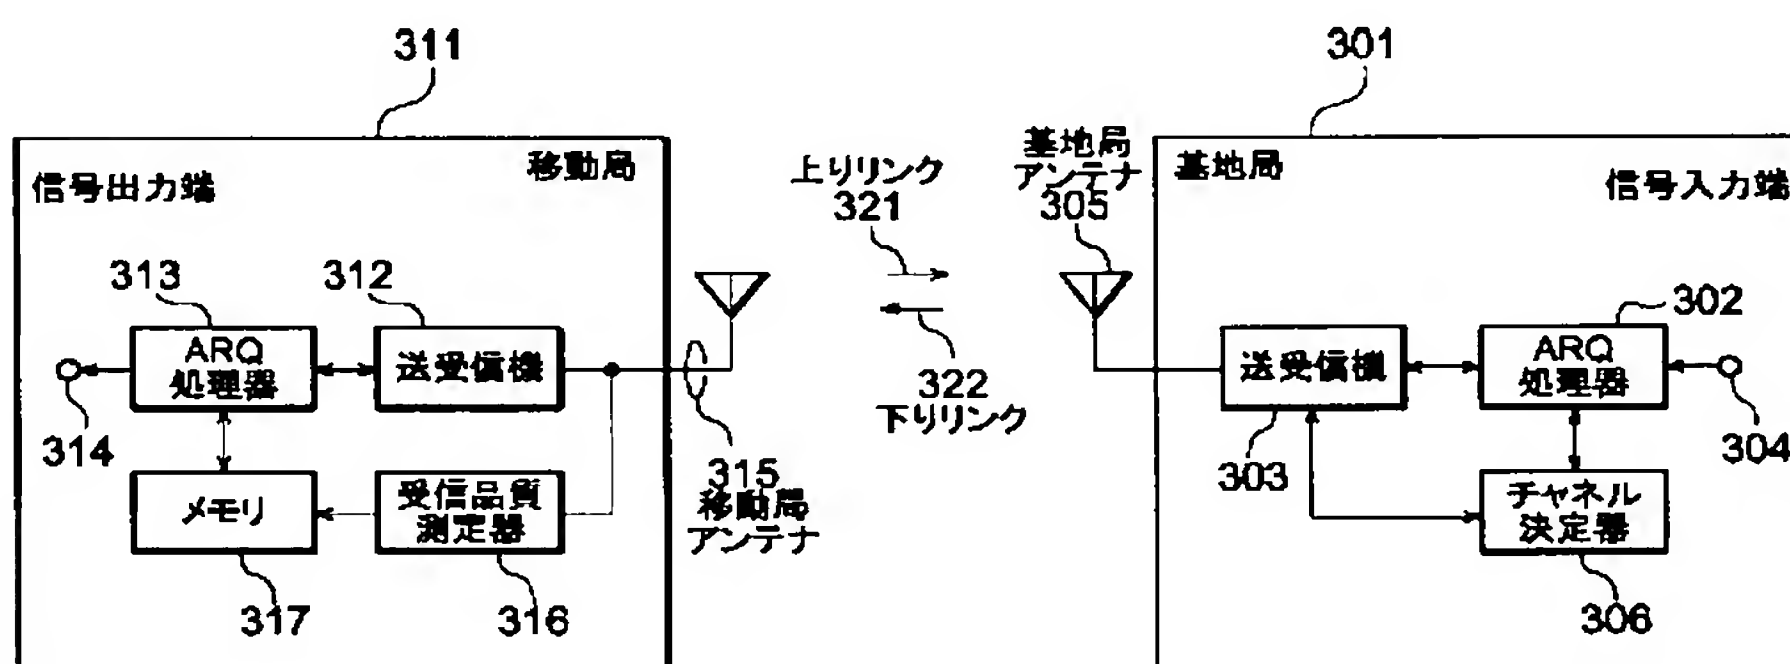 311
301
移動局
信号出力端
上りリンク
321
基地局
アンテナ
305
基地局
信号入力端
313
312
302
ARQ
処理器
送受信機
送受信機
ARQ
処理器
322
下りリンク
314
303
304
メモリ
受信品質
測定器
315
移動局
アンテナ
チャネル
決定器
317
316
306